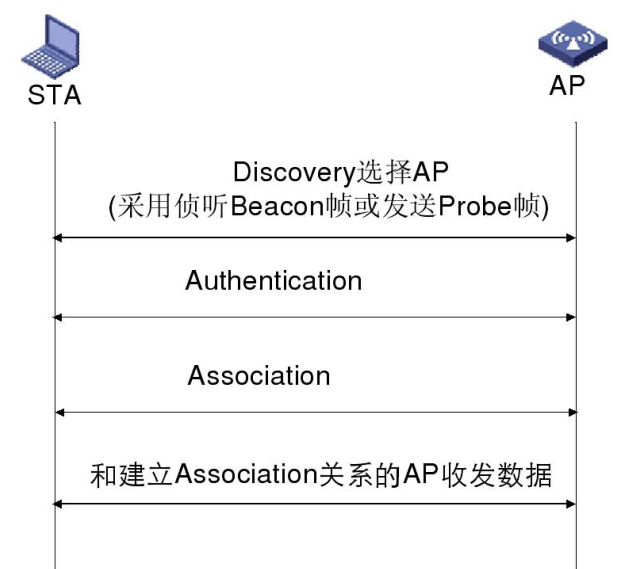 STA
AP
Discovery选择AP
(采用侦听Beacon帧或发送Probe帧)
Authentication
Association
和建立Association关系的AP收发数据